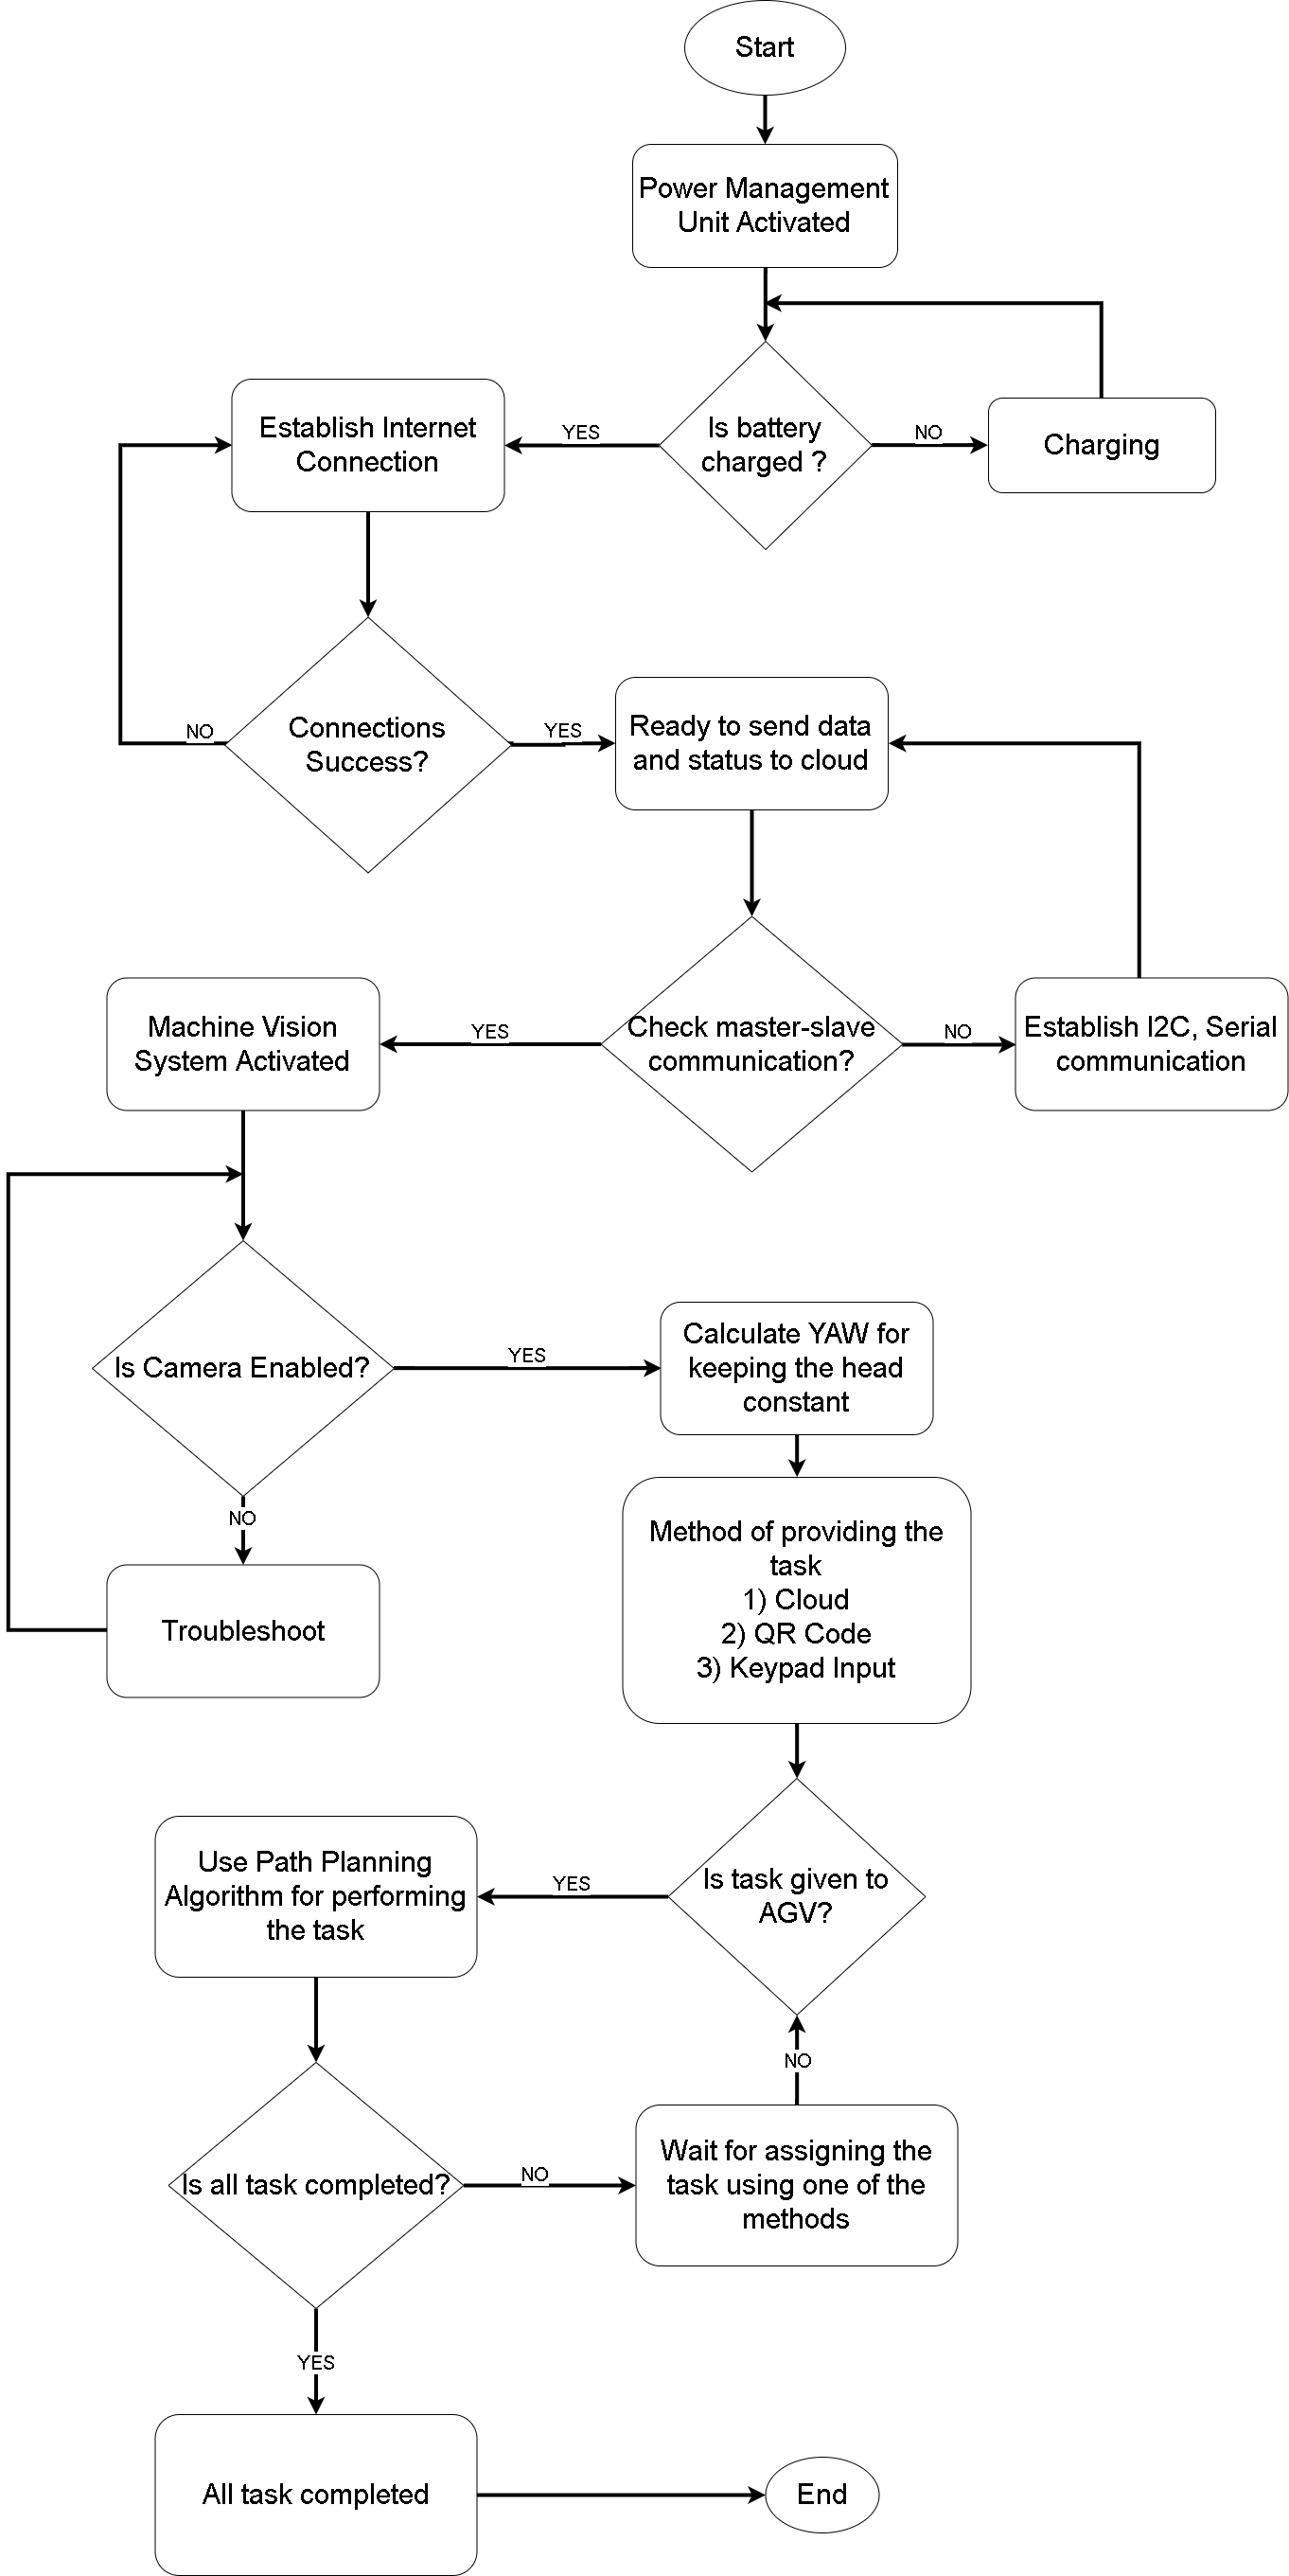 Start
Power Management
Unit Activated
Is battery
charged ?
YES
NO
Charging
Establish Internet
Connection
Connections
Success?
NO
YES
Ready to send data
and status to cloud
Check master-slave
communication?
YES
NO
Establish I2C, Serial
communication
Machine Vision
System Activated
Is Camera Enabled?
YES
NO
Troubleshoot
Calculate YAW for
keeping the head
constant
Method of providing the
task
1) Cloud
2) QR Code
3) Keypad Input
Is task given to
AGV?
YES
NO
Use Path Planning
Algorithm for performing
the task
Is all task completed?
NO
Wait for assigning the
task using one of the
methods
YES
All task completed
End